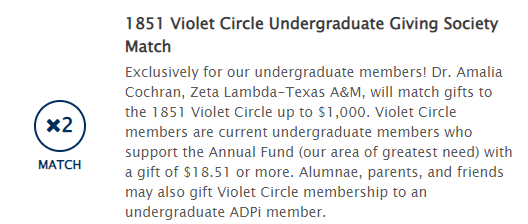 1851 Violet Circle Undergraduate Giving Society
Match
Exclusively for our undergraduate members! Dr. Amalia
Cochran, Zeta Lambda-Texas A&M, will match gifts to
the 1851 Violet Circle up to $1,000. Violet Circle
members are current undergraduate members who
support the Annual Fund (our area of greatest need) with
a gift of $18.51 or more. Alumnae, parents, and friends
may also gift Violet Circle membership to an
undergraduate ADPi member.
×2
MATCH